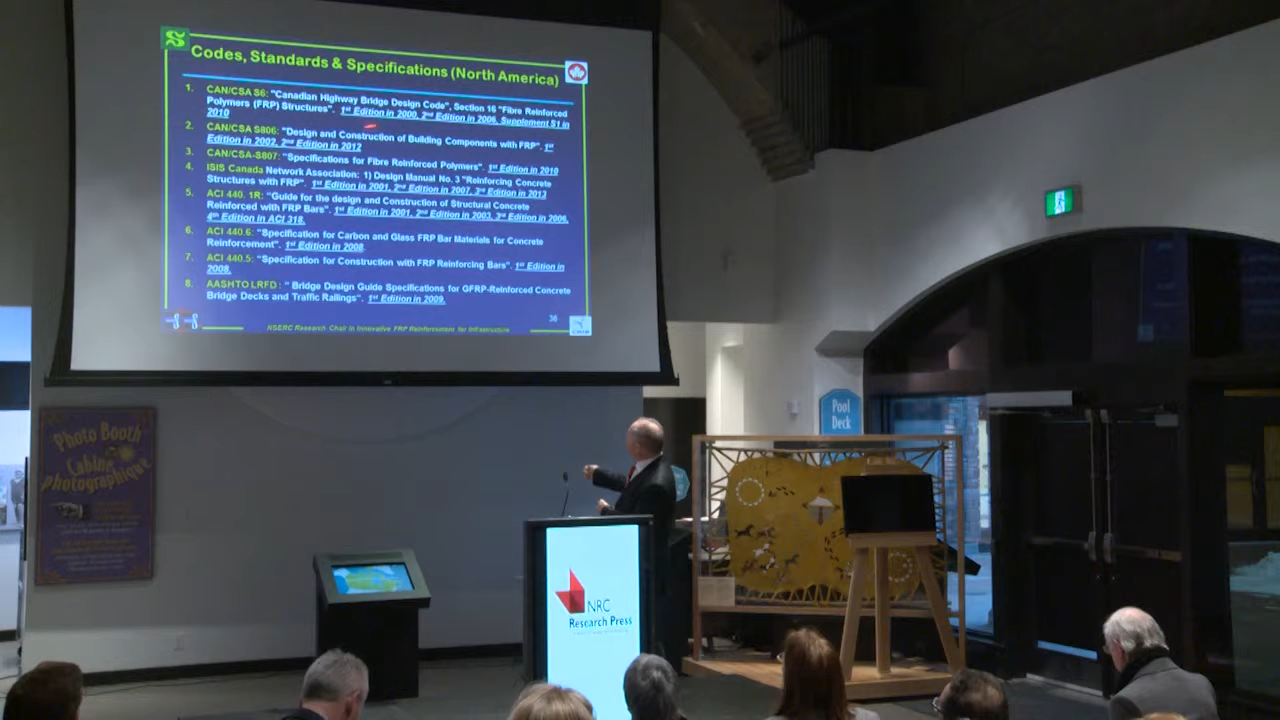 Codes, Standards & Specifications (North America)
1. CAN/CSA S6: "Canadian Highway Bridge Design Code", Section 16 "Fibre Reinforced
Polymers (FRP) Structures". 1st Edition in 2000, 2nd Edition in 2006, Supplement S1 in
2010
2. CAN/CSA S806: "Design and Construction of Building Components with FRP". 1st
Edition in 2002, 2nd Edition in 2012
3. CAN/CSA-S807: "Specifications for Fibre Reinforced Polymers". 1st Edition in 2010
4. ISIS Canada Network Association: 1) Design Manual No. 3 "Reinforcing Concrete
Structures with FRP". 1st Edition in 2001, 2nd Edition in 2007, 3rd Edition in 2013
5. ACI 440. 1R: "Guide for the design and Construction of Structural Concrete
Reinforced with FRP Bars". 1st Edition in 2001, 2nd Edition in 2003, 3rd Edition in 2006,
4th Edition in ACI 318.
6. ACI 440.6: "Specification for Carbon and Glass FRP Bar Materials for Concrete
Reinforcement". 1st Edition in 2008.
7. ACI 440.5: "Specification for Construction with FRP Reinforcing Bars". 1st Edition in
2008.
8. AASHTO LRFD: " Bridge Design Guide Specifications for GFRP-Reinforced Concrete
Bridge Decks and Traffic Railings". 1st Edition in 2009.
36
NSERC Research Chair in Innovative FRP Reinforcement for Infrastructure
Pool
Deck
Photo Booth
Cabine
photographique
NRC
Research Press